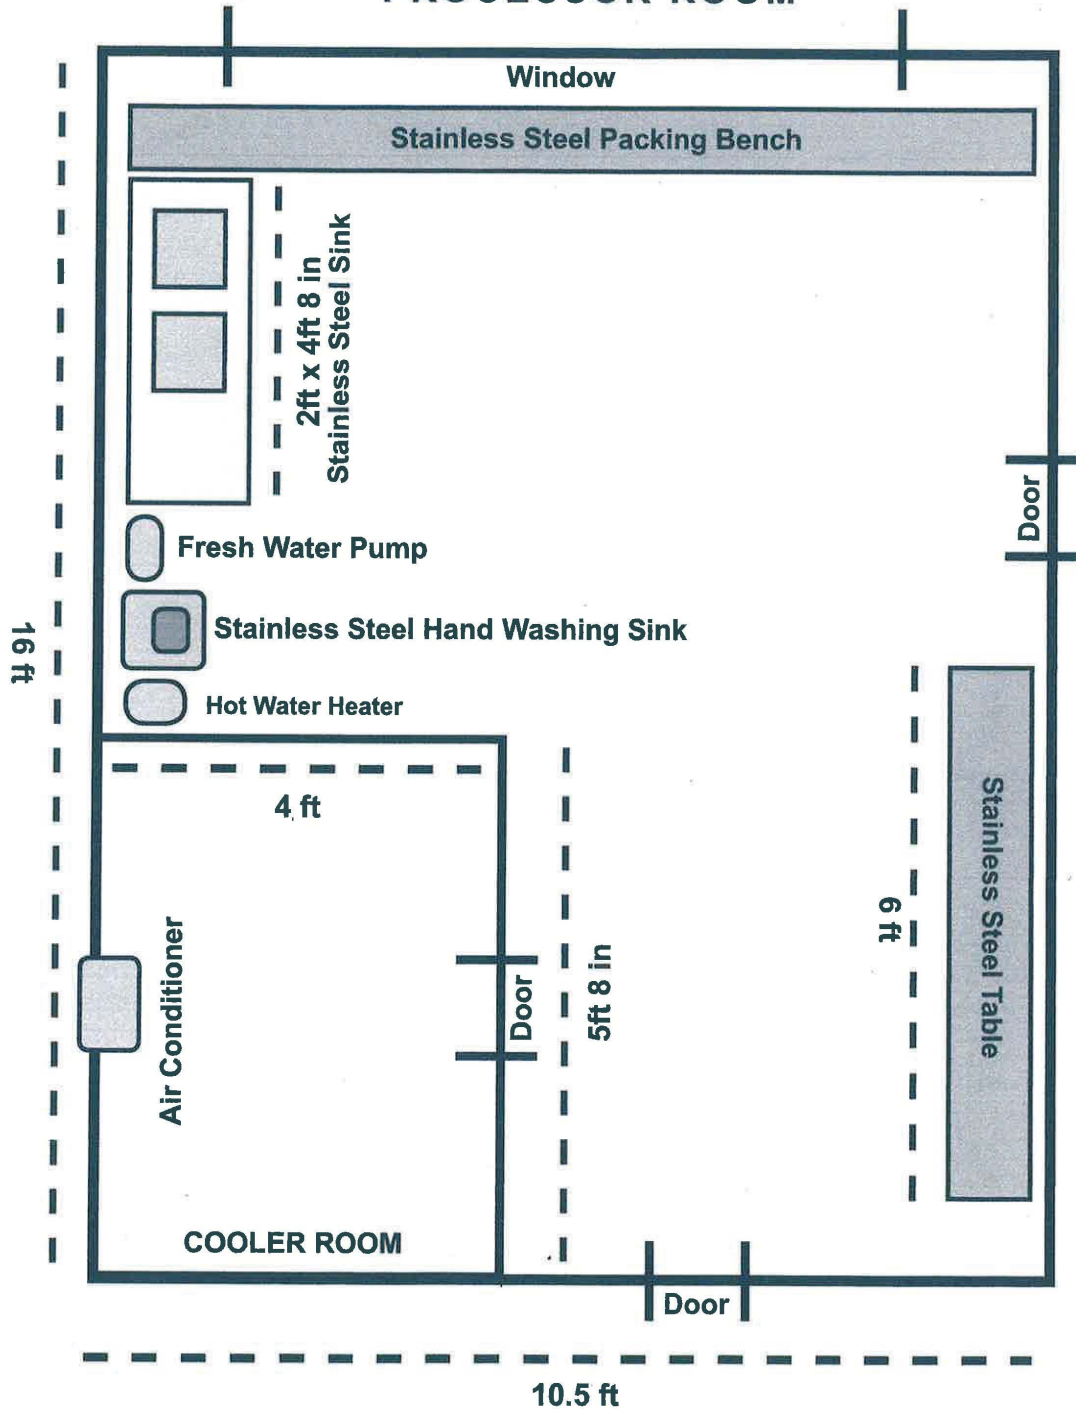 PROCESSOR ROOM
Window
Stainless Steel Packing Bench
2ft x 4ft 8 in
Stainless Steel Sink
Door
Fresh Water Pump
Stainless Steel Hand Washing Sink
16 ft
Hot Water Heater
4 ft
Stainless Steel Table
6 ft
Air Conditioner
Door
5ft 8 in
COOLER ROOM
Door
10.5 ft